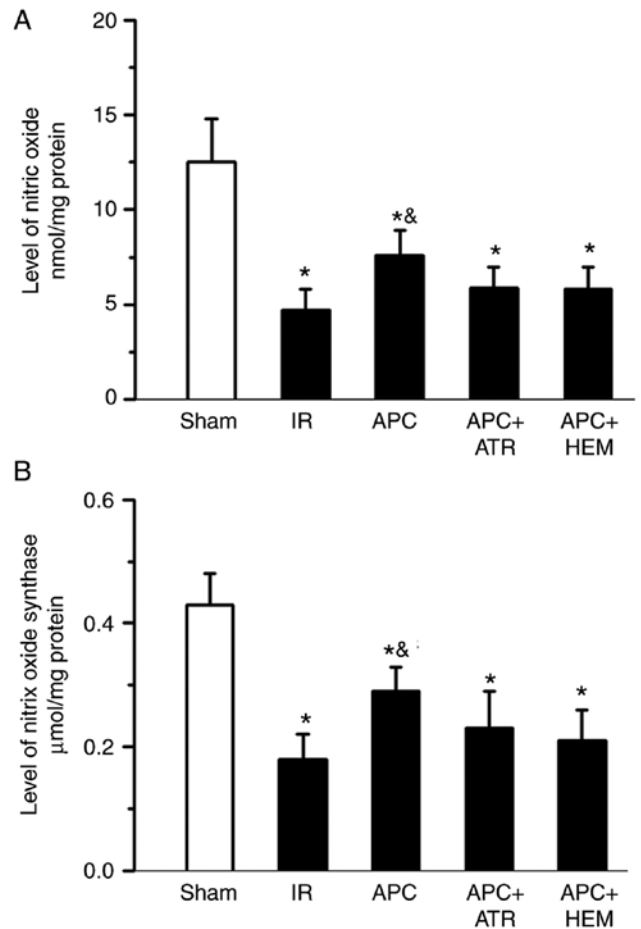 A
Level of nitric oxide
nmol/mg protein
20
15
10
5
0
*
*&
*
*
Sham
IR
APC
APC+
ATR
APC+
HEM
B
Level of nitrix oxide synthase
μmol/mg protein
0.6
0.4
0.2
0.0
*
*&
*
*
Sham
IR
APC
APC+
ATR
APC+
HEM